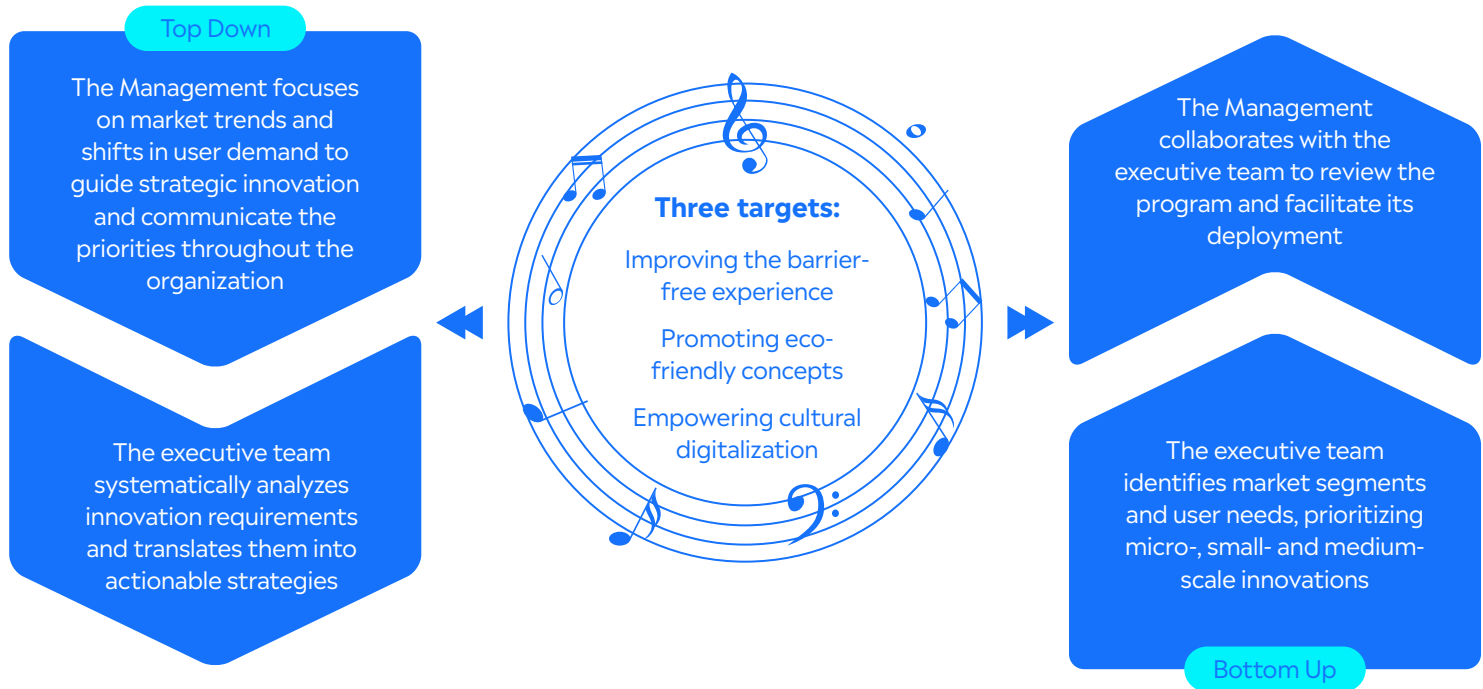 Top Down
The Management focuses
on market trends and
shifts in user demand to
guide strategic innovation
and communicate the
priorities throughout the
organization
The executive team
systematically analyzes
innovation requirements
and translates them into
actionable strategies
Three targets:
Improving the barrier-
free experience
Promoting eco-
friendly concepts
Empowering cultural
digitalization
The Management
collaborates with the
executive team to review the
program and facilitate its
deployment
The executive team
identifies market segments
and user needs, prioritizing
micro-, small- and medium-
scale innovations
Bottom Up